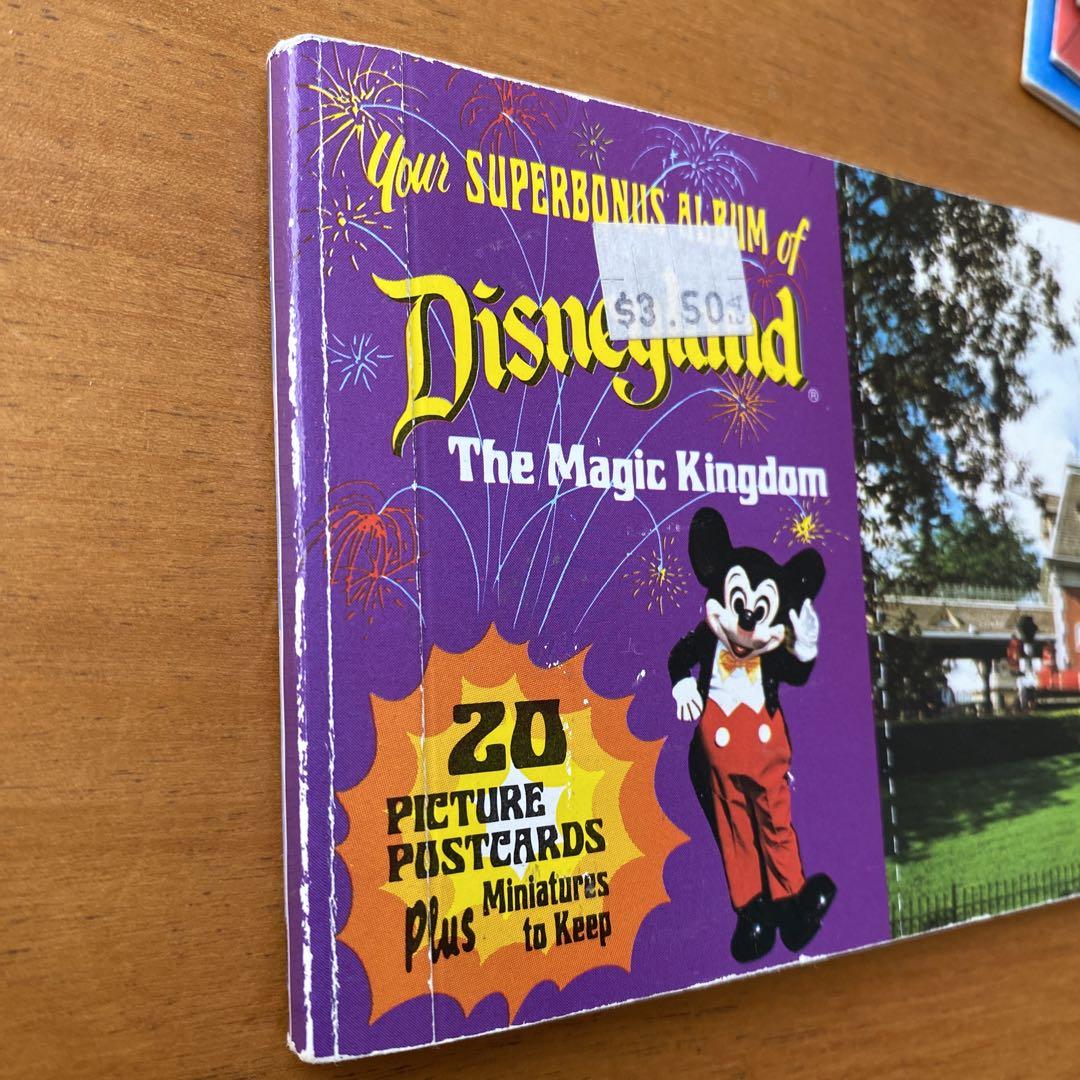 Your SUPERBONUS ALBUM of
$3.50
Disneyland®
The Magic Kingdom
20
PICTURE
POSTCARDS
Plus Miniatures
to Keep